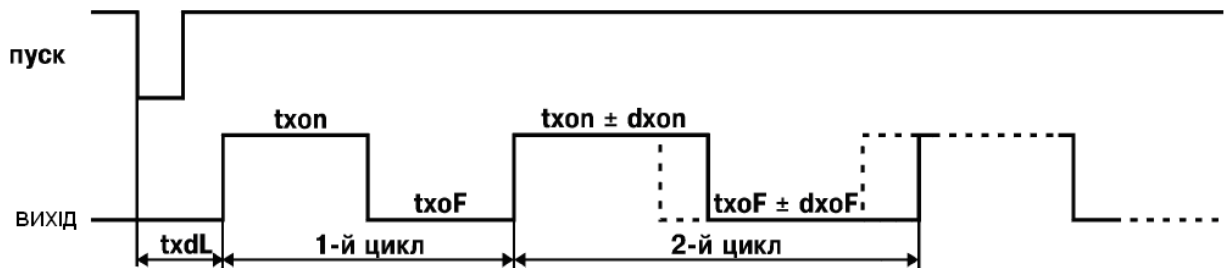 пуск
txon
txon ± dxon
txoF
txoF ± dxoF
ВИХІД
txdL
1-й цикл
2-й цикл